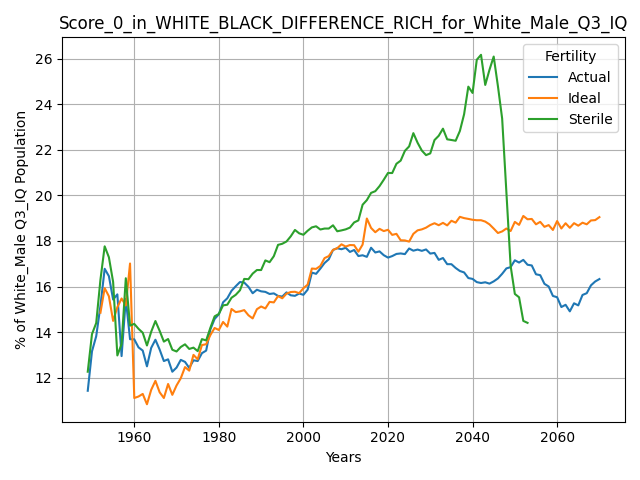 Score_0_in_WHITE_BLACK_DIFFERENCE_RICH_for_White_Male_Q3_IQ
% of White_Male Q3_IQ Population
26
24
22
20
18
16
14
12
Fertility
Actual
Ideal
Sterile
1960
1980
2000
2020
2040
2060
Years